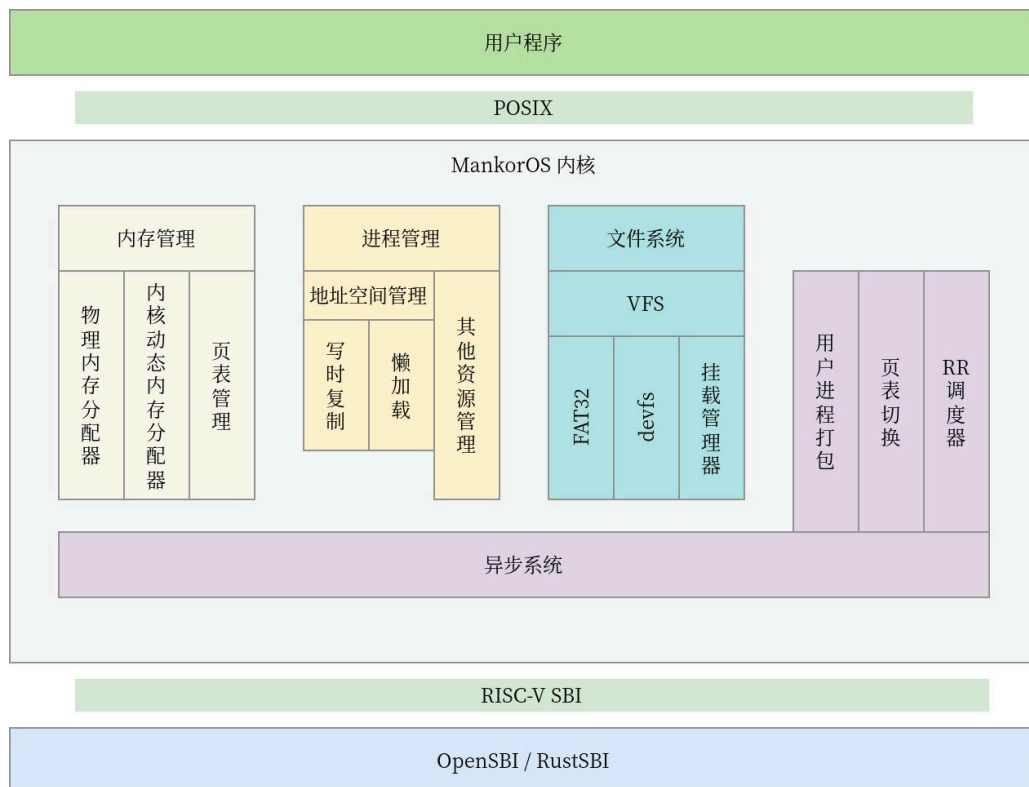 用户程序
POSIX
MankorOS 内核
内存管理
物理内存分配器
内核动态内存分配器
页表管理
进程管理
地址空间管理
写时复制
懒加载
其他资源管理
文件系统
VFS
FAT32
devfs
挂载管理器
用户进程打包
页表切换
RR调度器
异步系统
RISC-V SBI
OpenSBI / RustSBI